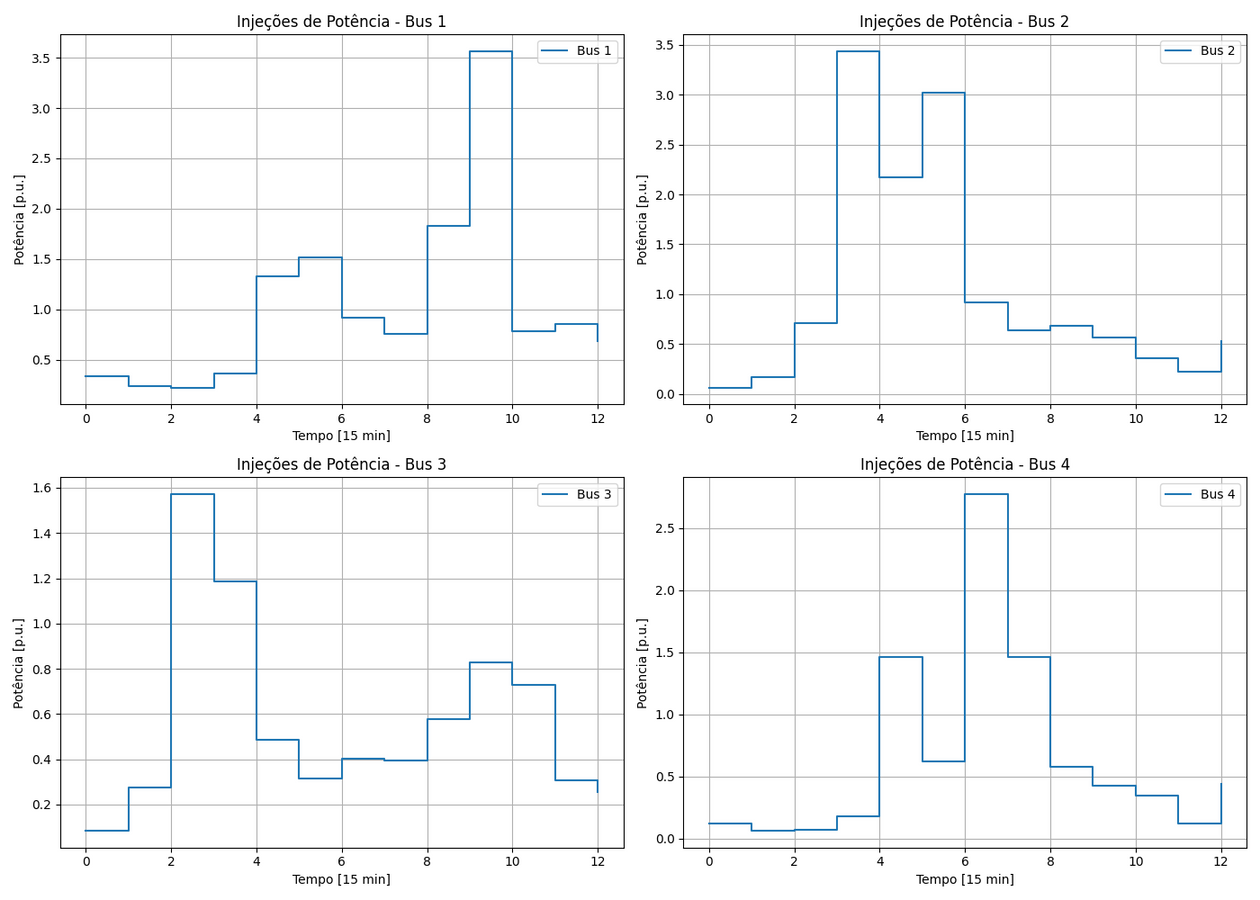 Injeções de Potência - Bus 1
Bus 1
Potência [p.u.]
3.5
3.0
2.5
2.0
1.5
1.0
0.5
0 2 4 6 8 10 12
Tempo [15 min]
Injeções de Potência - Bus 2
Bus 2
Potência [p.u.]
3.5
3.0
2.5
2.0
1.5
1.0
0.5
0.0
0 2 4 6 8 10 12
Tempo [15 min]
Injeções de Potência - Bus 3
Bus 3
Potência [p.u.]
1.6
1.4
1.2
1.0
0.8
0.6
0.4
0.2
0 2 4 6 8 10 12
Tempo [15 min]
Injeções de Potência - Bus 4
Bus 4
Potência [p.u.]
2.5
2.0
1.5
1.0
0.5
0.0
0 2 4 6 8 10 12
Tempo [15 min]